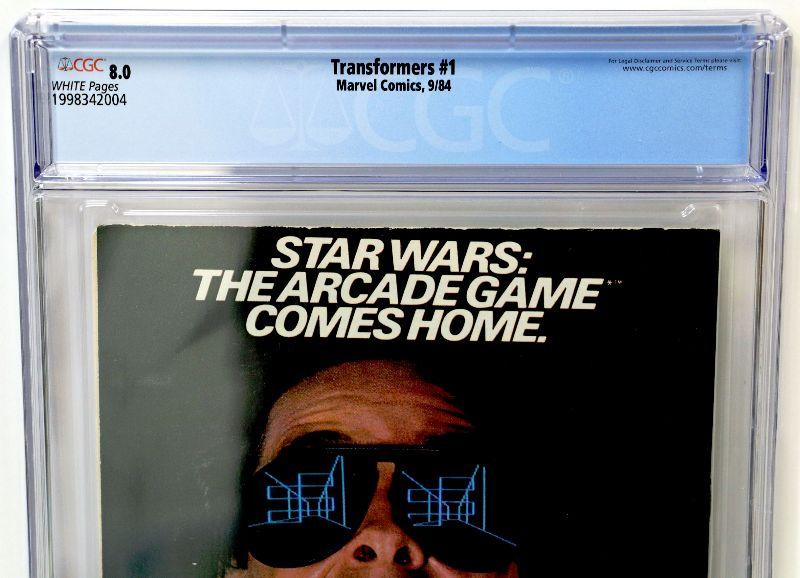 CGC 8.0
WHITE Pages
1998342004
Transformers #1
Marvel Comics, 9/84
For Legal Disclaimer and Service Terms please visit:
www.cgccomics.com/terms
CGC®
STAR WARS:
THE ARCADE GAME*™
COMES HOME.